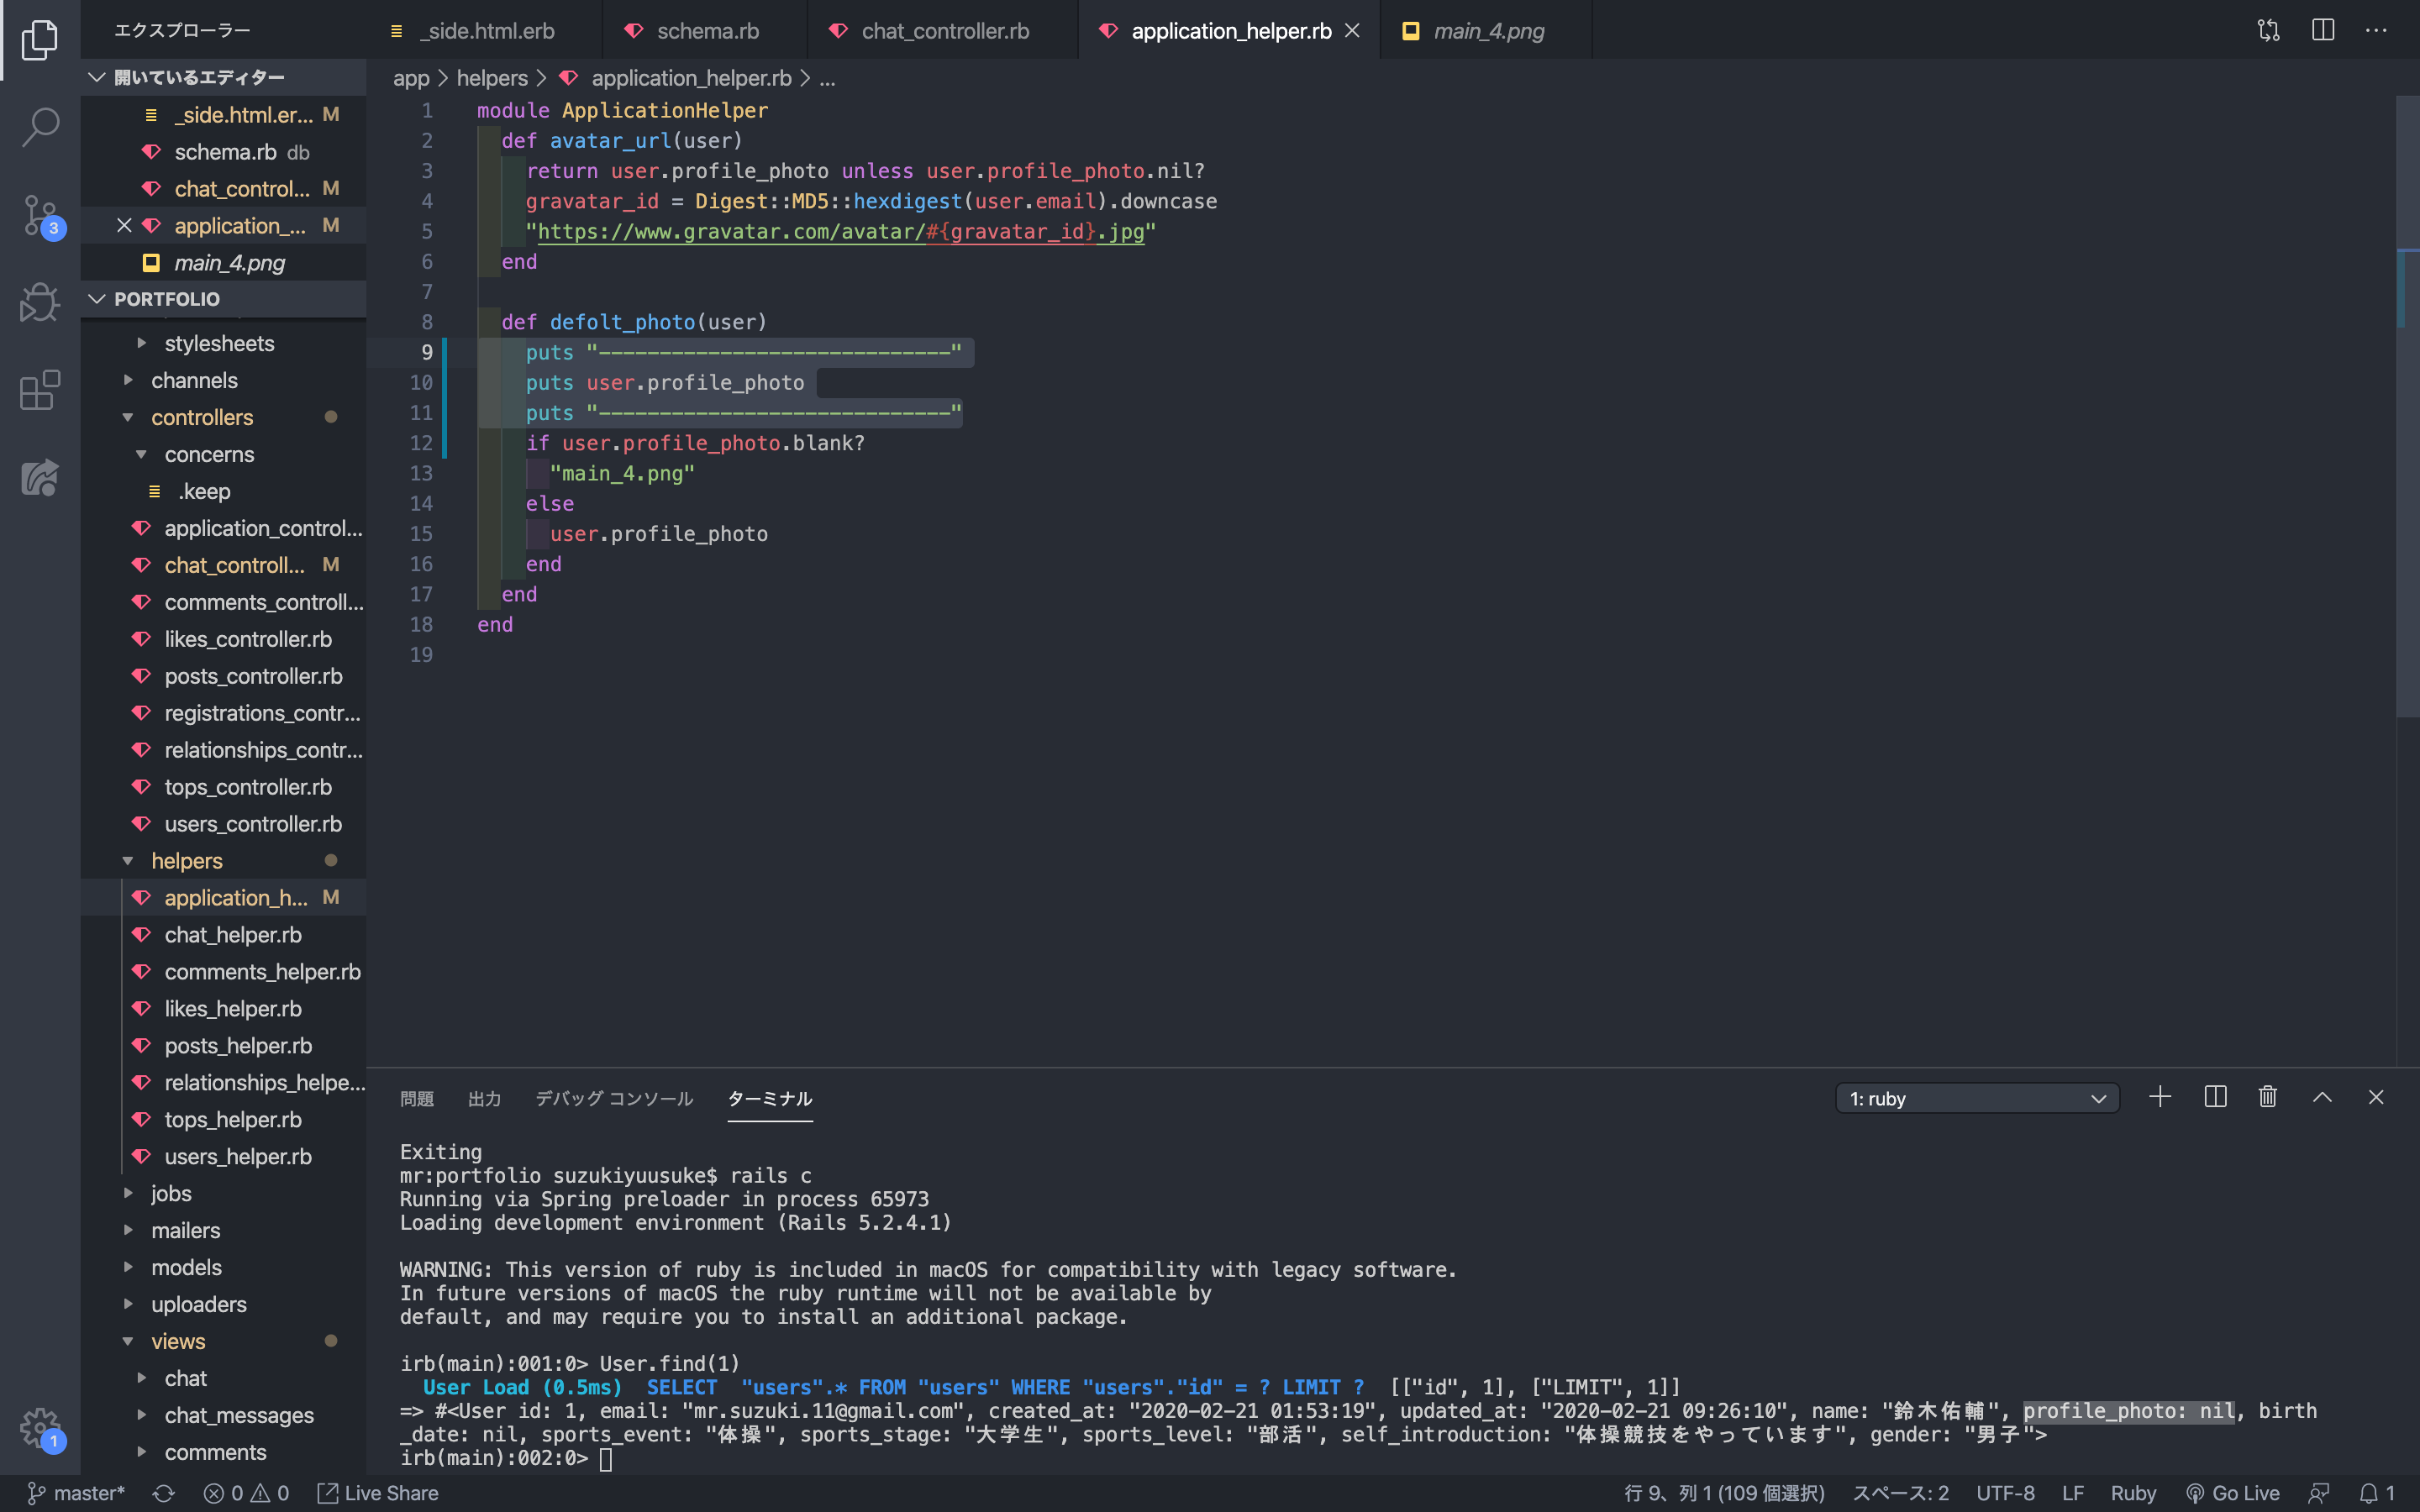 エクスプローラー
_side.html.erb
schema.rb
chat_controller.rb
application_helper.rb
main_4.png
開いているエディター
_side.html.er... M
schema.rb db
chat_control... M
application_... M
main_4.png
PORTFOLIO
stylesheets
channels
controllers
concerns
.keep
application_control...
chat_controll... M
comments_controll...
likes_controller.rb
posts_controller.rb
registrations_contr...
relationships_contr...
tops_controller.rb
users_controller.rb
helpers
application_h... M
chat_helper.rb
comments_helper.rb
likes_helper.rb
posts_helper.rb
relationships_helpe...
tops_helper.rb
users_helper.rb
jobs
mailers
models
uploaders
views
chat
chat_messages
comments
3
1
app > helpers > application_helper.rb > ...
1 module ApplicationHelper
2 def avatar_url(user)
3 return user.profile_photo unless user.profile_photo.nil?
4 gravatar_id = Digest::MD5::hexdigest(user.email).downcase
5 "https://www.gravatar.com/avatar/#{gravatar_id}.jpg"
6 end
7
8 def defolt_photo(user)
9 puts "-----------------------------"
10 puts user.profile_photo
11 puts "-----------------------------"
12 if user.profile_photo.blank?
13 "main_4.png"
14 else
15 user.profile_photo
16 end
17 end
18 end
19
問題 出力 デバッグ コンソール ターミナル
1: ruby
Exiting
mr:portfolio suzukiyuusuke$ rails c
Running via Spring preloader in process 65973
Loading development environment (Rails 5.2.4.1)
WARNING: This version of ruby is included in macOS for compatibility with legacy software.
In future versions of macOS the ruby runtime will not be available by
default, and may require you to install an additional package.
irb(main):001:0> User.find(1)
User Load (0.5ms) SELECT "users".* FROM "users" WHERE "users"."id" = ? LIMIT ? [["id", 1], ["LIMIT", 1]]
=> #<User id: 1, email: "mr.suzuki.11@gmail.com", created_at: "2020-02-21 01:53:19", updated_at: "2020-02-21 09:26:10", name: "鈴木佑輔", profile_photo: nil, birth
_date: nil, sports_event: "体操", sports_stage: "大学生", sports_level: "部活", self_introduction: "体操競技をやっています", gender: "男子">
irb(main):002:0>
master* 0 0 Live Share
行 9、列 1 (109 個選択) スペース: 2 UTF-8 LF Ruby Go Live 1